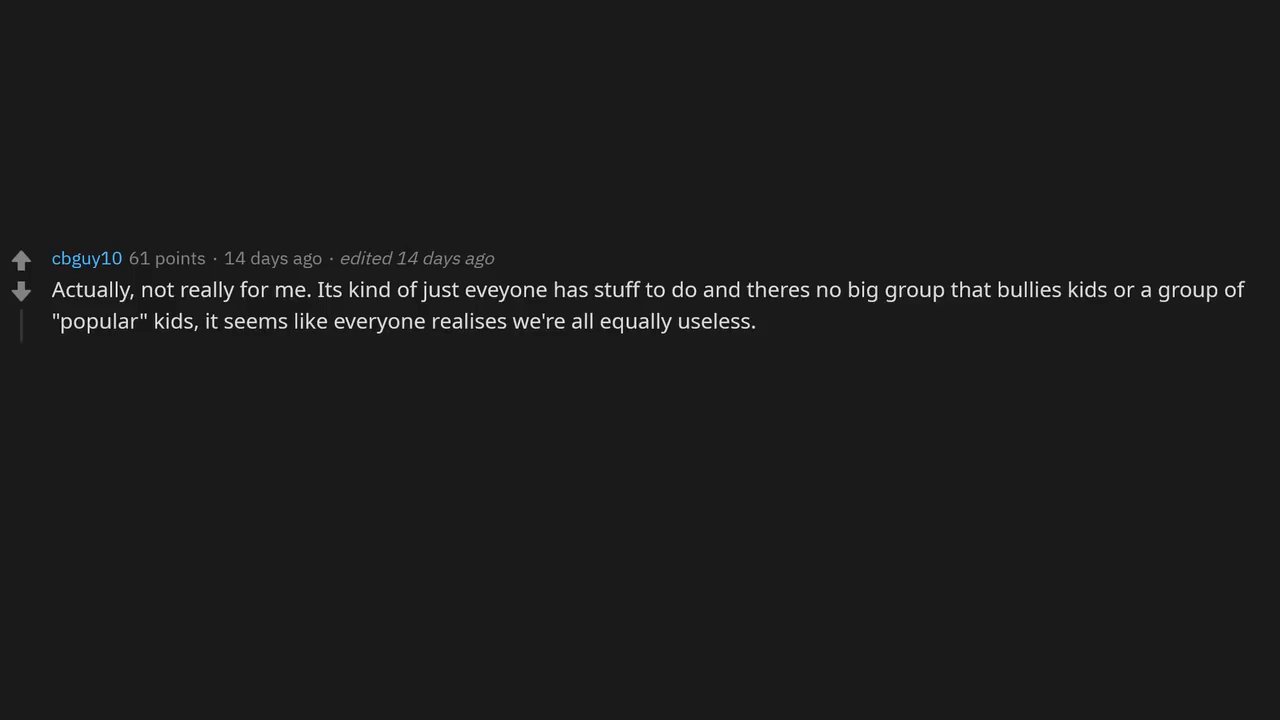 cbguy10 61 points · 14 days ago · edited 14 days ago
Actually, not really for me. Its kind of just eveyone has stuff to do and theres no big group that bullies kids or a group of
"popular" kids, it seems like everyone realises we're all equally useless.